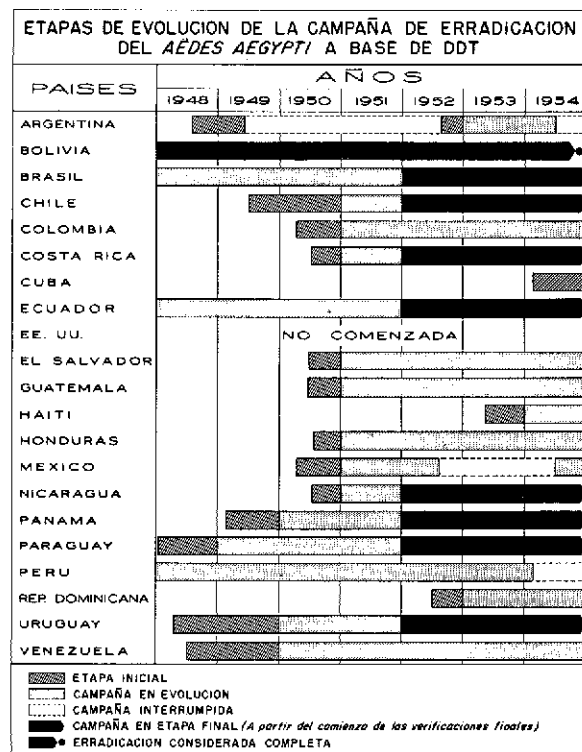 ETAPAS DE EVOLUCION DE LA CAMPAÑA DE ERRADICACION
DEL AËDES AEGYPTI A BASE DE DDT
PAISES
AÑOS
1948 1949 1950 1951 1952 1953 1954
ARGENTINA
BOLIVIA
BRASIL
CHILE
COLOMBIA
COSTA RICA
CUBA
ECUADOR
EE. UU. NO COMENZADA
EL SALVADOR
GUATEMALA
HAITI
HONDURAS
MEXICO
NICARAGUA
PANAMA
PARAGUAY
PERU
REP. DOMINICANA
URUGUAY
VENEZUELA
ETAPA INICIAL
CAMPAÑA EN EVOLUCION
CAMPAÑA INTERRUMPIDA
CAMPAÑA EN ETAPA FINAL (A partir del comienzo de las verificaciones finales)
ERRADICACION CONSIDERADA COMPLETA